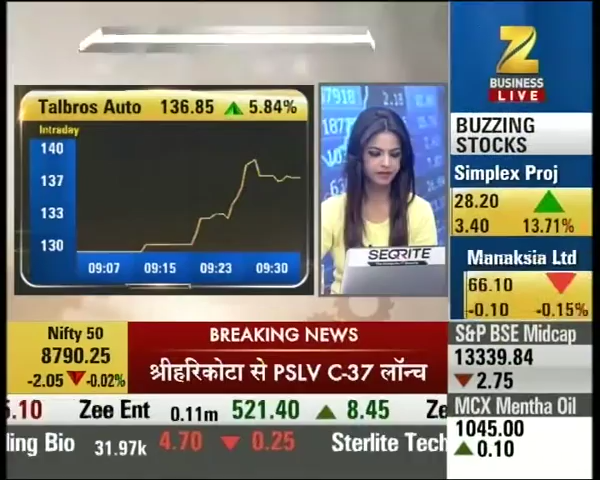 Talbros Auto 136.85 5.84%
Intraday
140
137
133
130
09:07 09:15 09:23 09:30
SEQRITE
Z
BUSINESS
LIVE
BUZZING
STOCKS
Simplex Proj
28.20
3.40 13.71%
Manaksia Ltd
66.10
-0.10 -0.15%
Nifty 50
8790.25
-2.05 -0.02%
BREAKING NEWS
श्रीहरिकोटा से PSLV C-37 लॉन्च
S&P BSE Midcap
13339.84
2.75
MCX Mentha Oil
1045.00
0.10
5.10 Zee Ent 0.11m 521.40 8.45 Ze
ling Bio 31.97k 4.70 0.25 Sterlite Tech